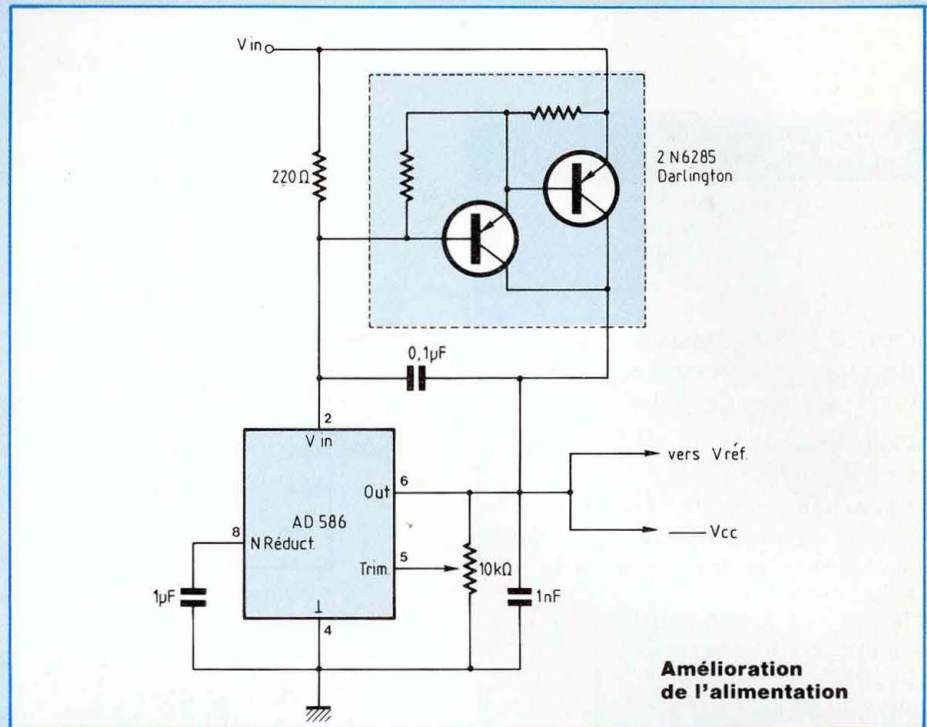 V in
220 Ω
2 N6285
Darlington
0,1µF
2
V in
Out
6
AD 586
8
N Réduct.
Trim.
5
10kΩ
1µF
1nF
⊥
4
vers Vréf.
Vcc
Amélioration
de l'alimentation